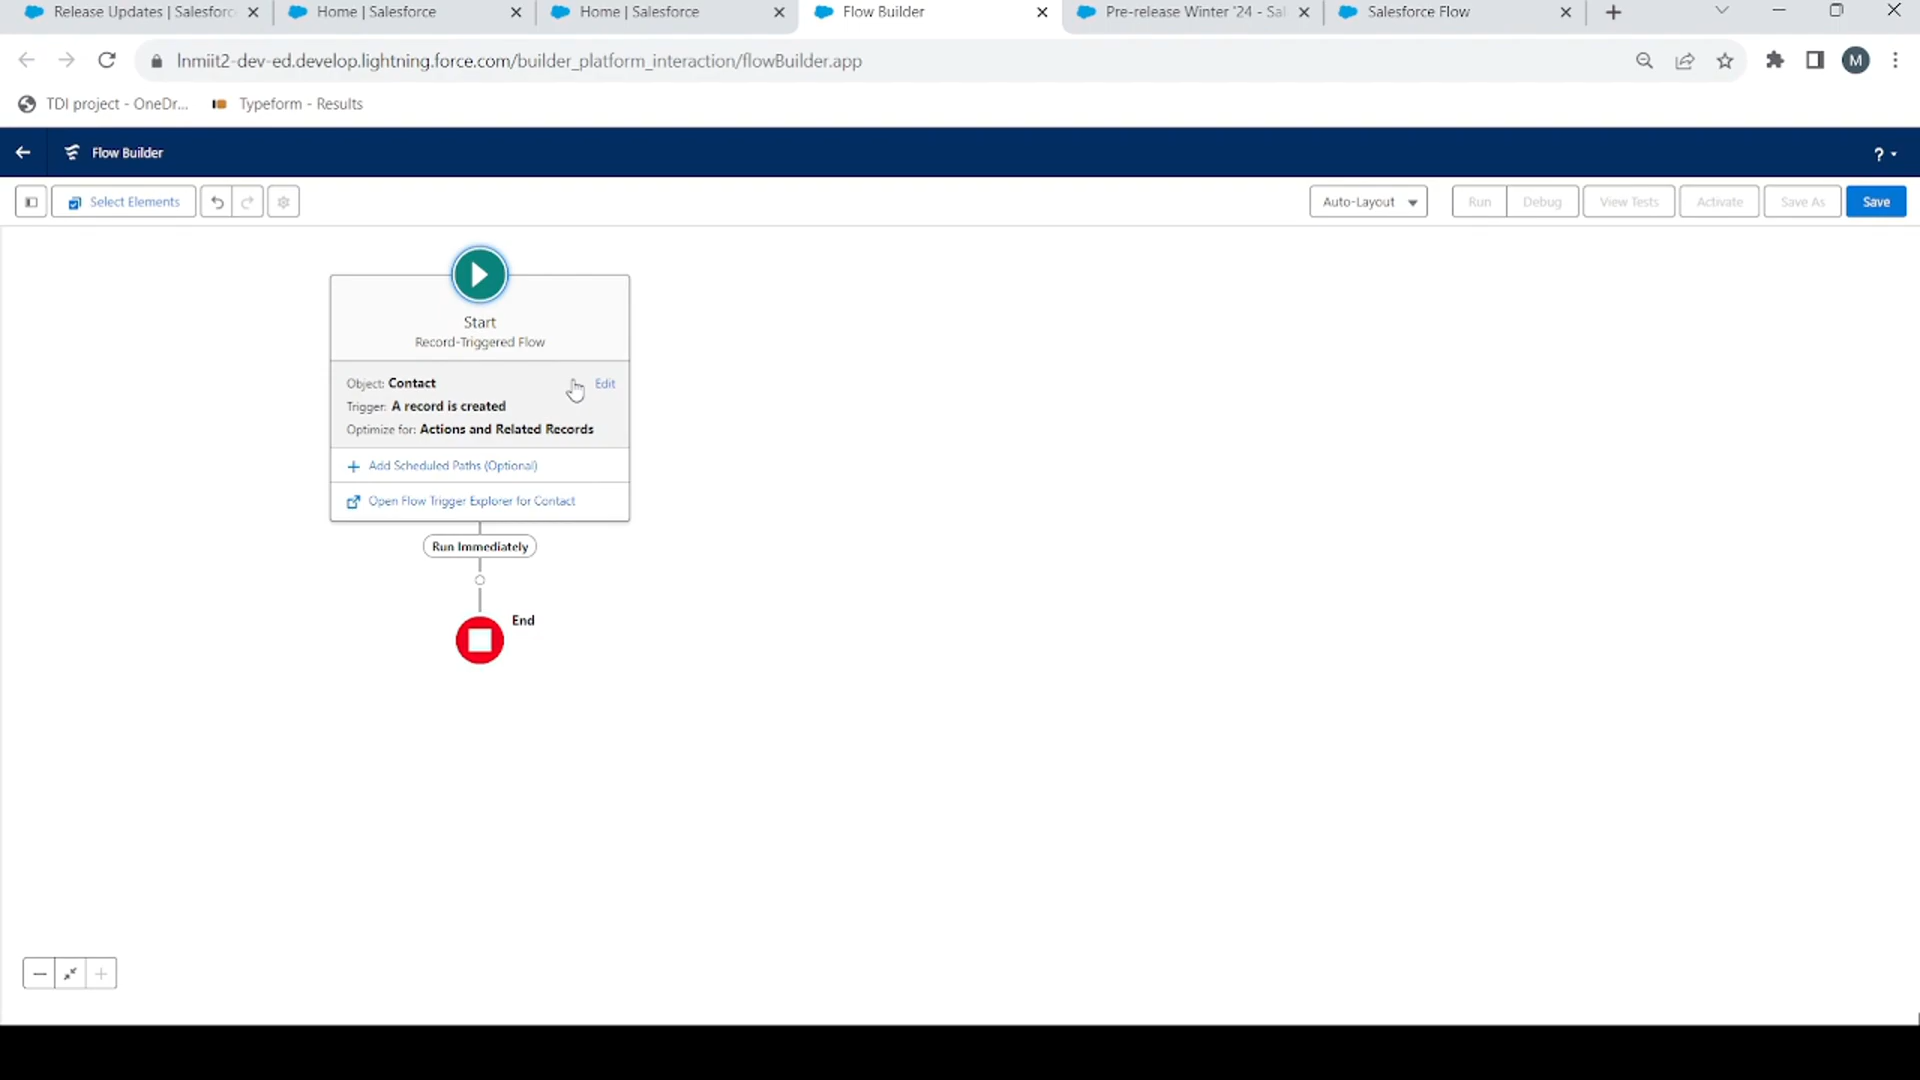 Release Updates | Salesforc
Home | Salesforce
Home | Salesforce
Flow Builder
Pre-release Winter '24 - Sal
Salesforce Flow
lnmiit2-dev-ed.develop.lightning.force.com/builder_platform_interaction/flowBuilder.app
M
TDI project - OneDr...
Typeform - Results
Flow Builder
?
Select Elements
Auto-Layout
Run
Debug
View Tests
Activate
Save As
Save
Start
Record-Triggered Flow
Object: Contact
Edit
Trigger: A record is created
Optimize for: Actions and Related Records
Add Scheduled Paths (Optional)
Open Flow Trigger Explorer for Contact
Run Immediately
End